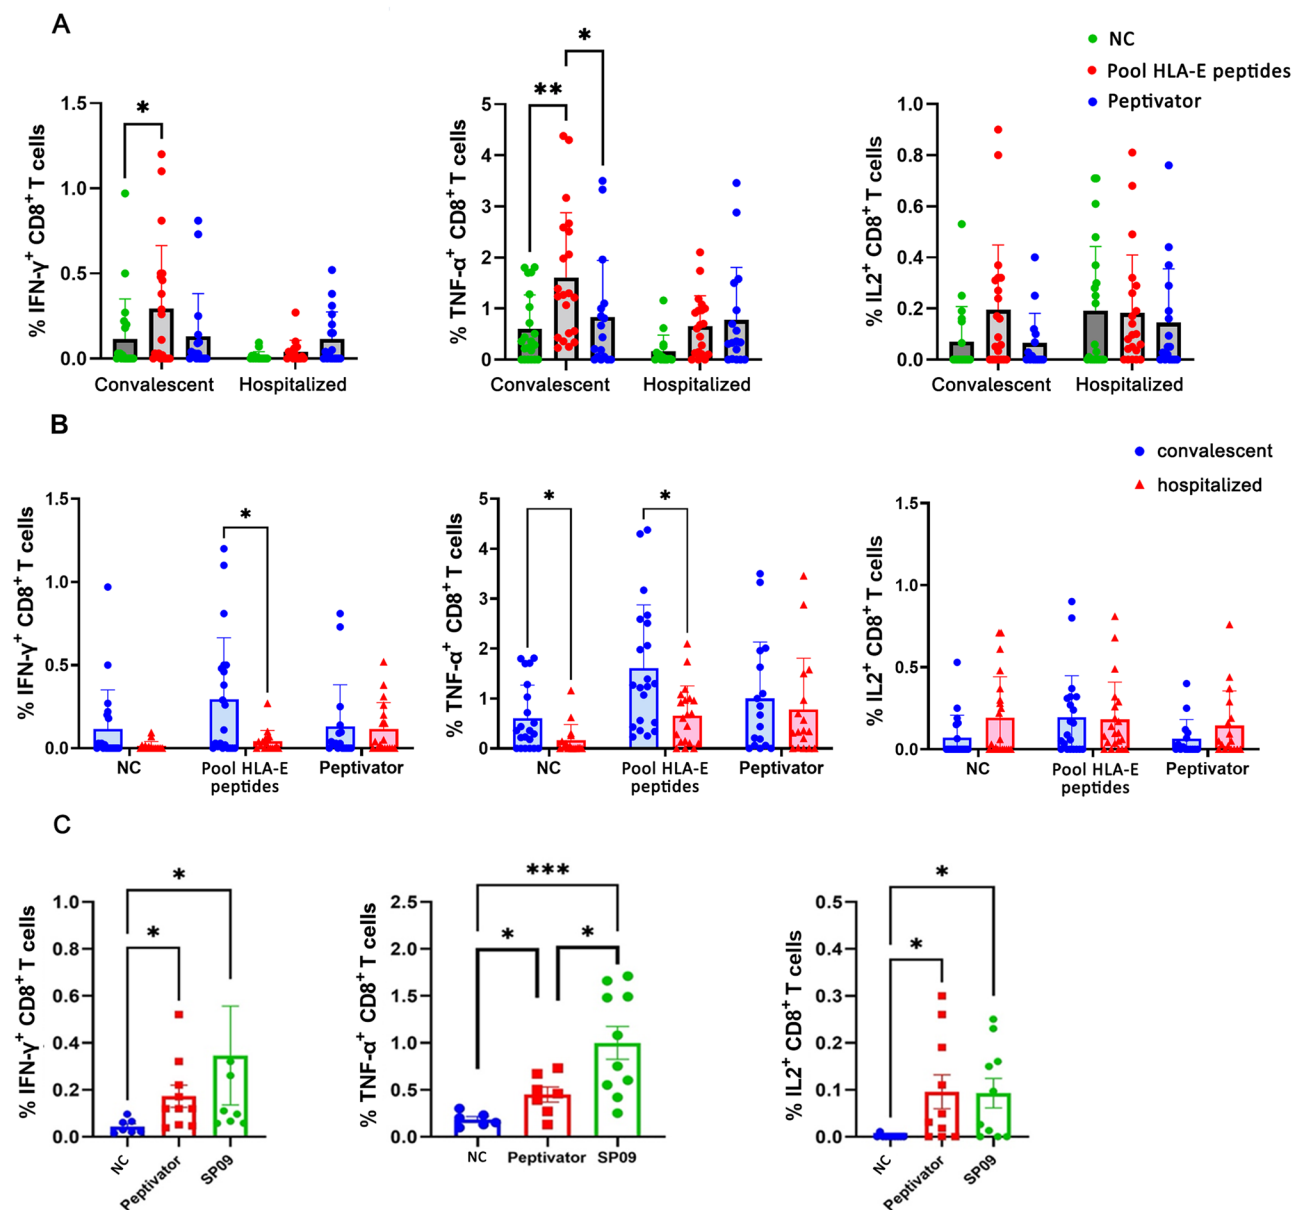 A
NC
Pool HLA-E peptides
Peptivator
% IFN-γ⁺ CD8⁺ T cells
1.5
1.0
0.5
0.0
*
Convalescent
Hospitalized
% TNF-α⁺ CD8⁺ T cells
5
4
3
2
1
0
**
*
Convalescent
Hospitalized
% IL2⁺ CD8⁺ T cells
1.0
0.8
0.6
0.4
0.2
0.0
Convalescent
Hospitalized
B
convalescent
hospitalized
% IFN-γ⁺ CD8⁺ T cells
1.5
1.0
0.5
0.0
*
NC
Pool HLA-E
peptides
Peptivator
% TNF-α⁺ CD8⁺ T cells
5
4
3
2
1
0
*
*
NC
Pool HLA-E
peptides
Peptivator
% IL2⁺ CD8⁺ T cells
1.5
1.0
0.5
0.0
NC
Pool HLA-E
peptides
Peptivator
C
% IFN-γ⁺ CD8⁺ T cells
1.0
0.8
0.6
0.4
0.2
0.0
*
*
NC
Peptivator
SP09
% TNF-α⁺ CD8⁺ T cells
2.5
2.0
1.5
1.0
0.5
0.0
***
*
*
NC
Peptivator
SP09
% IL2⁺ CD8⁺ T cells
0.5
0.4
0.3
0.2
0.1
0.0
*
*
NC
Peptivator
SP09